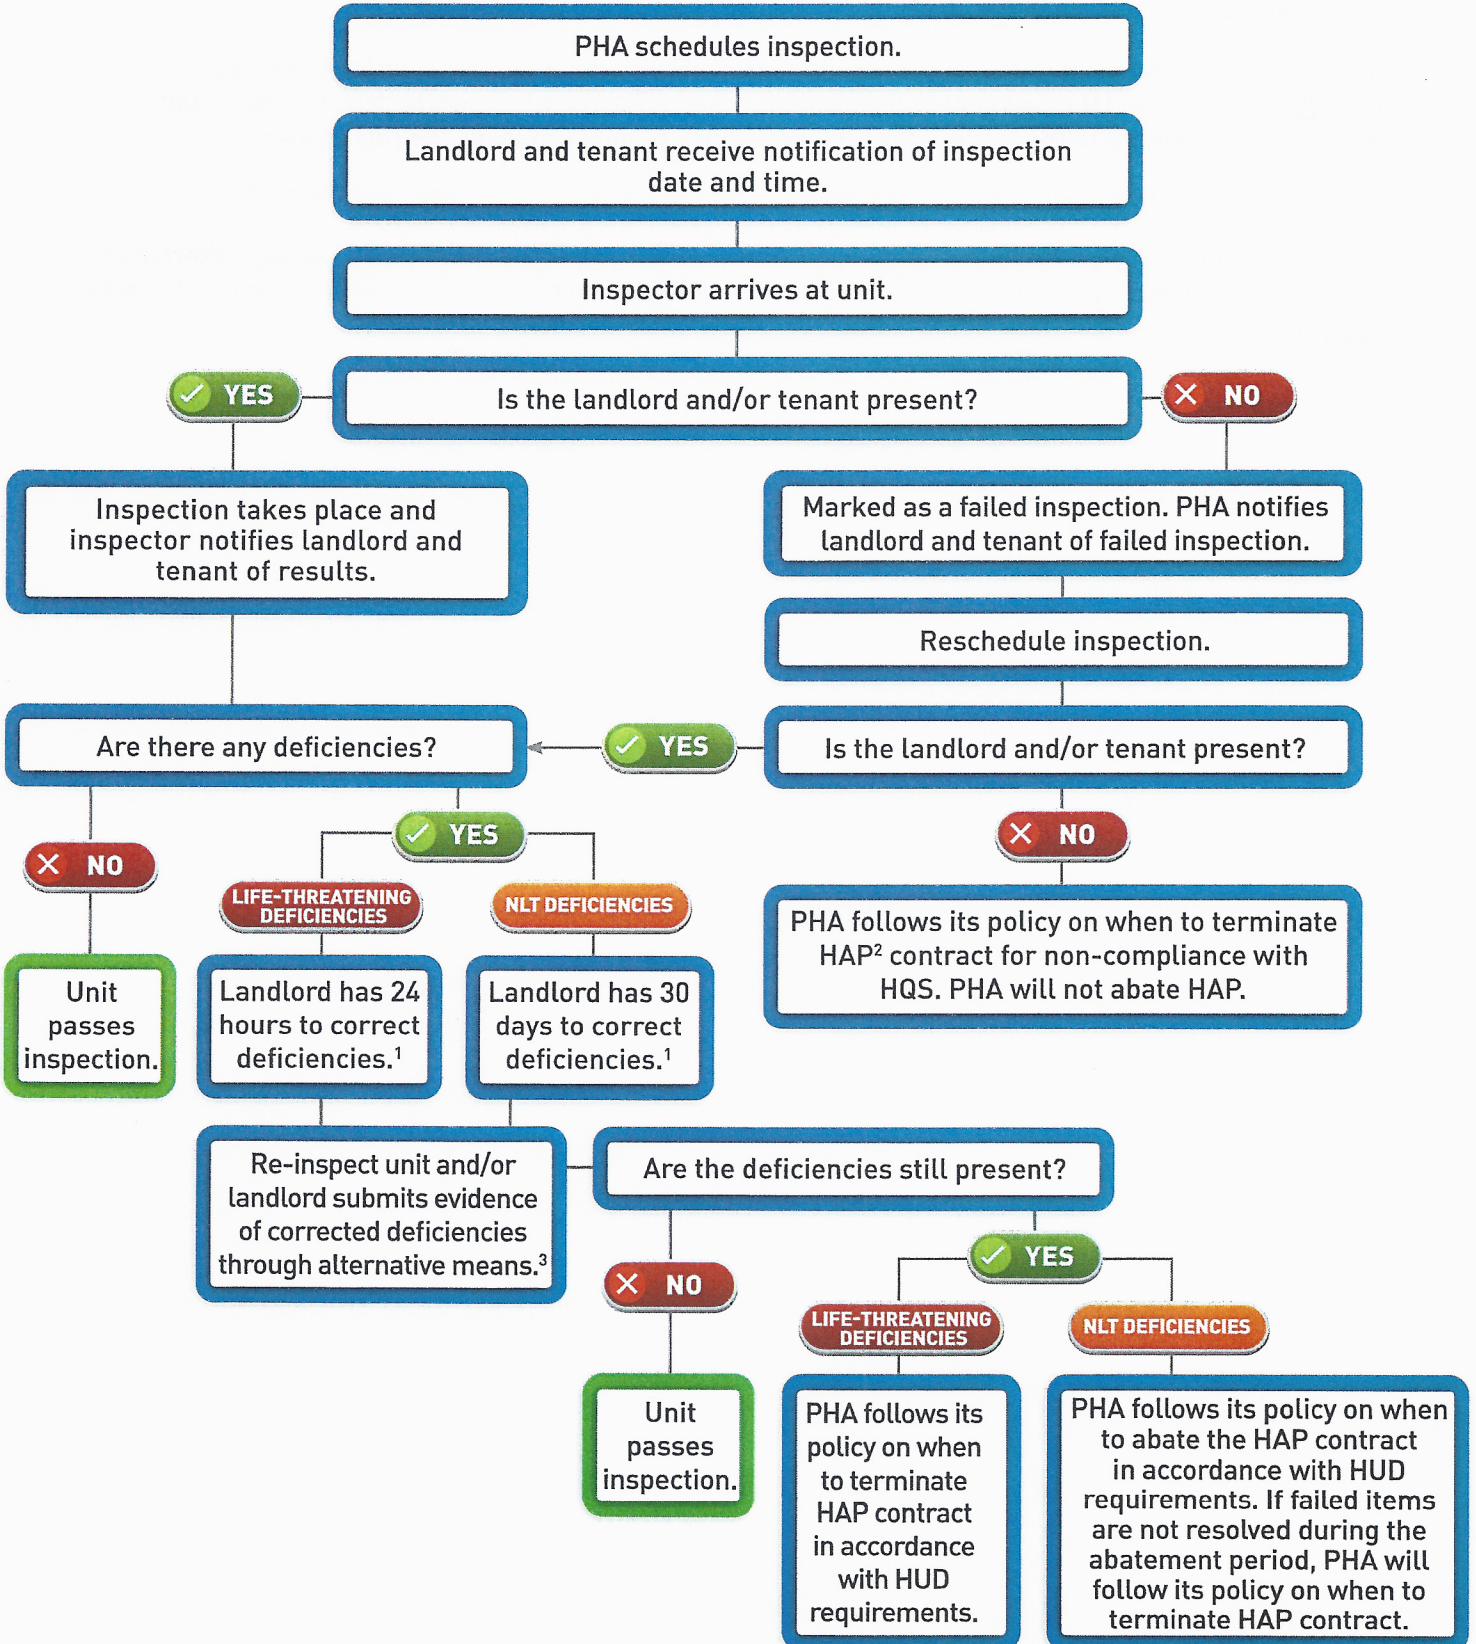 PHA schedules inspection.
Landlord and tenant receive notification of inspection
date and time.
Inspector arrives at unit.
YES
Is the landlord and/or tenant present?
NO
Inspection takes place and
inspector notifies landlord and
tenant of results.
Marked as a failed inspection. PHA notifies
landlord and tenant of failed inspection.
Reschedule inspection.
Are there any deficiencies?
YES
Is the landlord and/or tenant present?
NO
YES
NO
LIFE-THREATENING
DEFICIENCIES
NLT DEFICIENCIES
PHA follows its policy on when to terminate
HAP² contract for non-compliance with
HQS. PHA will not abate HAP.
Unit
passes
inspection.
Landlord has 24
hours to correct
deficiencies.¹
Landlord has 30
days to correct
deficiencies.¹
Re-inspect unit and/or
landlord submits evidence
of corrected deficiencies
through alternative means.³
Are the deficiencies still present?
NO
YES
LIFE-THREATENING
DEFICIENCIES
NLT DEFICIENCIES
Unit
passes
inspection.
PHA follows its
policy on when
to terminate
HAP contract
in accordance
with HUD
requirements.
PHA follows its policy on when
to abate the HAP contract
in accordance with HUD
requirements. If failed items
are not resolved during the
abatement period, PHA will
follow its policy on when to
terminate HAP contract.